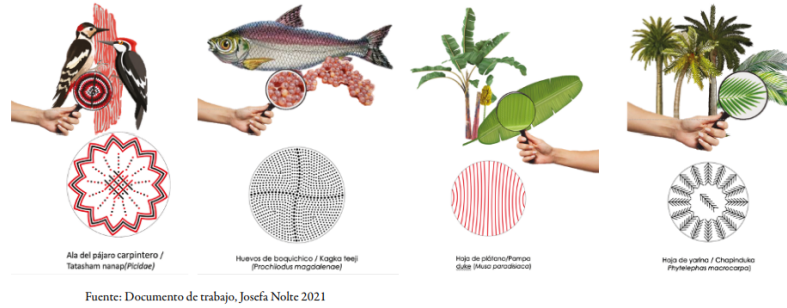 Ala del pájaro carpintero /
Tatasham nanap(Picidae)
Huevos de boquichico / Kagka teeji
(Prochilodus magdalenae)
Hoja de plátano/Pampa
duke (Musa paradisiaca)
Hoja de yarina / Chapinduka
Phytelephas macrocarpa)
Fuente: Documento de trabajo, Josefa Nolte 2021